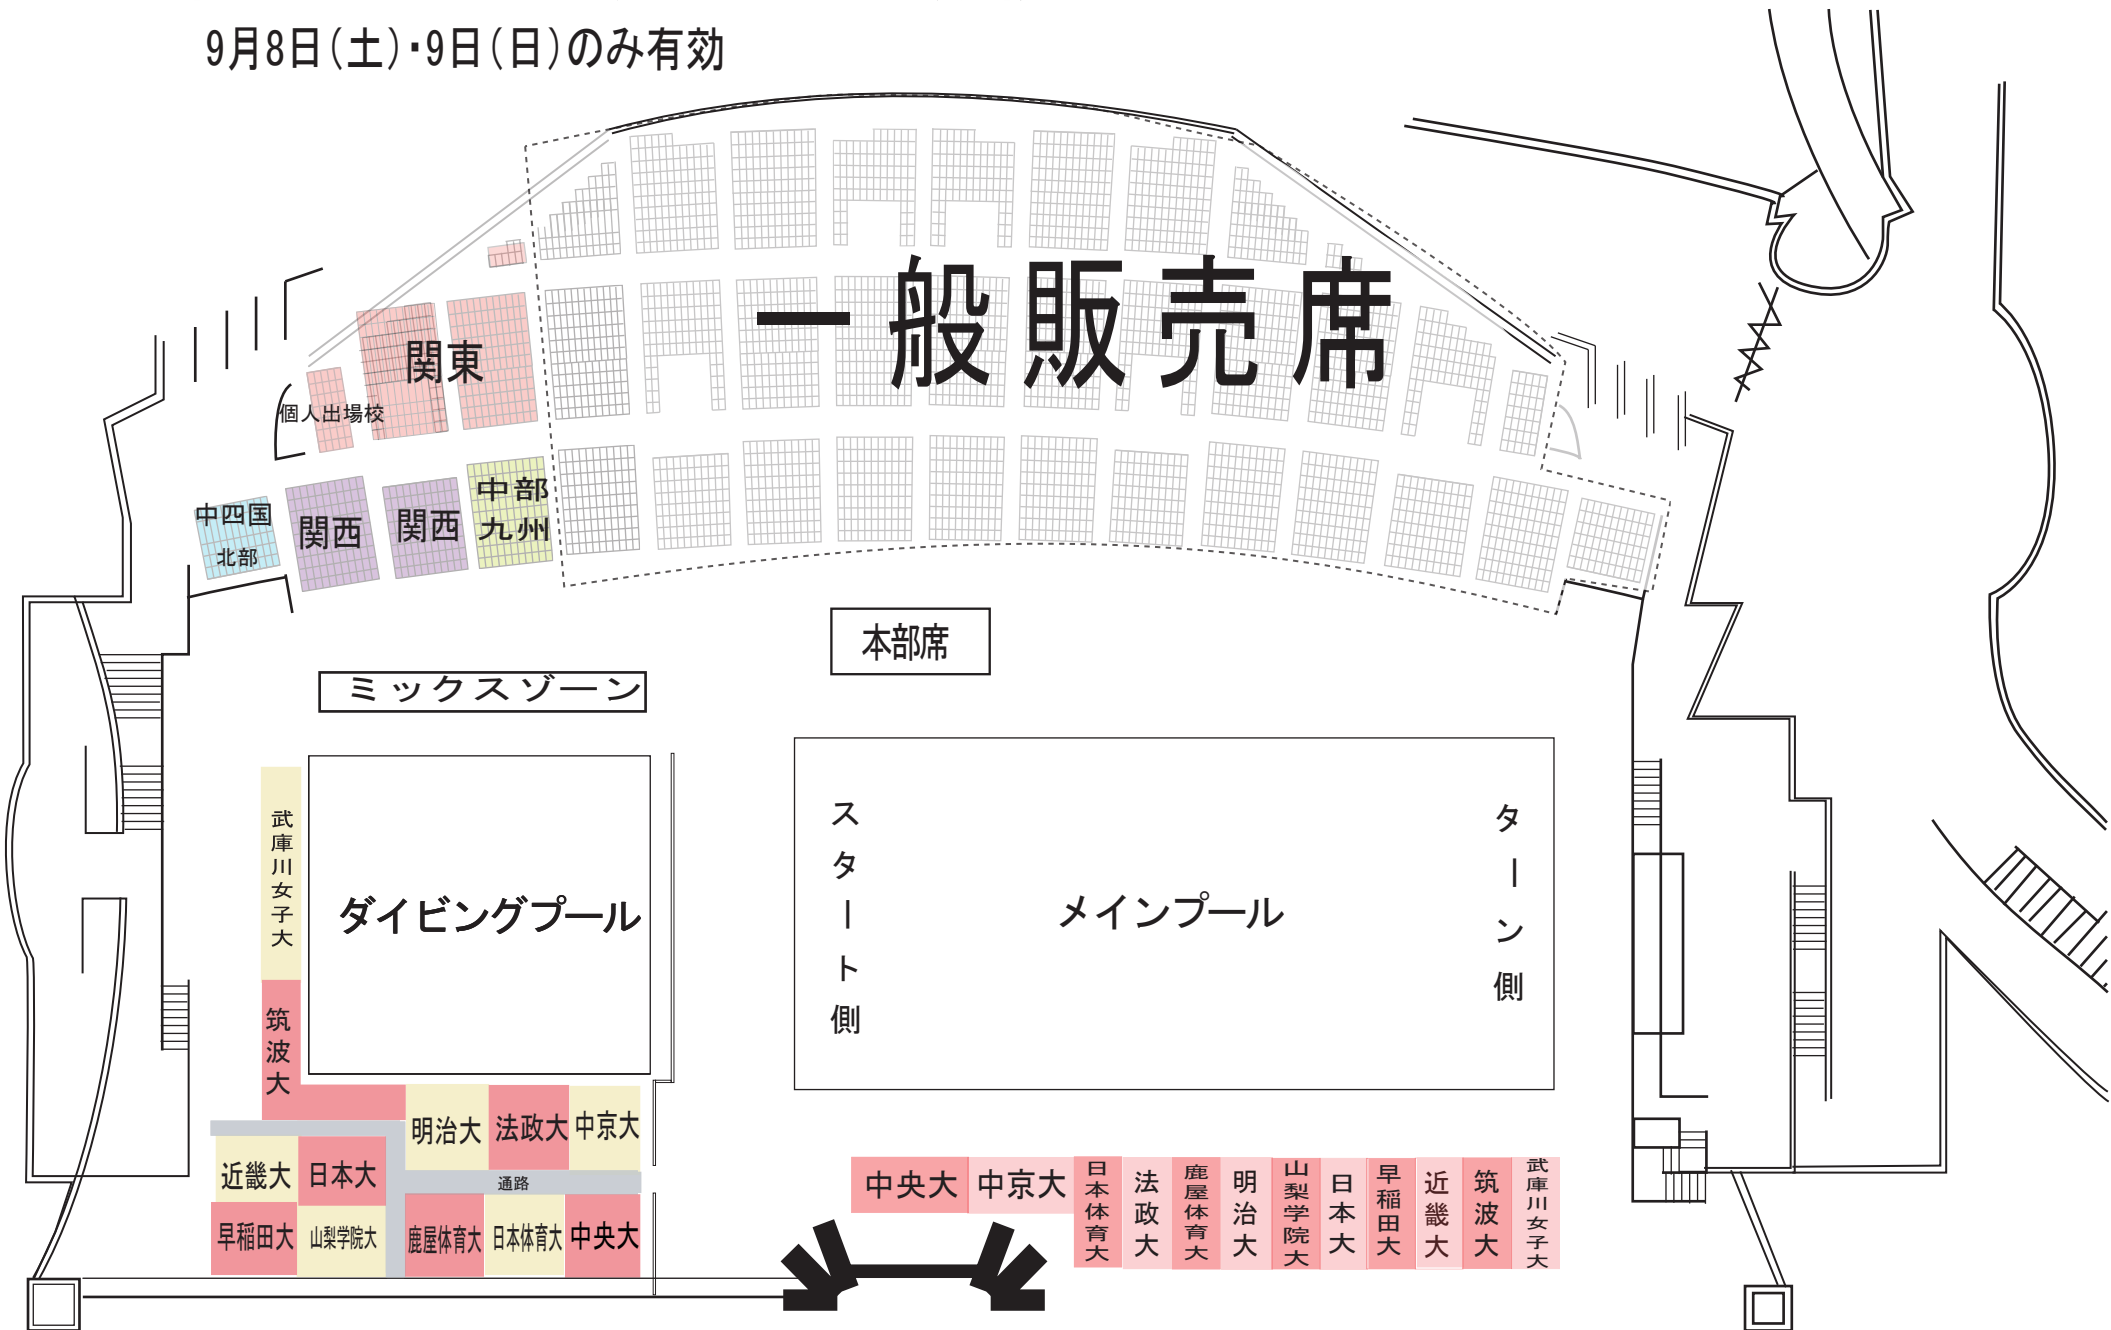 9月8日(土)・9日(日)のみ有効
一般販売席
関東
個人出場校
中四国
北部
関西
関西
中部
九州
本部席
ミックスゾーン
武庫川女子大
筑波大
ダイビングプール
スタート側
メインプール
ターン側
明治大
法政大
中京大
近畿大
日本大
通路
早稲田大
山梨学院大
鹿屋体育大
日本体育大
中央大
中央大
中京大
日本体育大
法政大
鹿屋体育大
明治大
山梨学院大
日本大
早稲田大
近畿大
筑波大
武庫川女子大